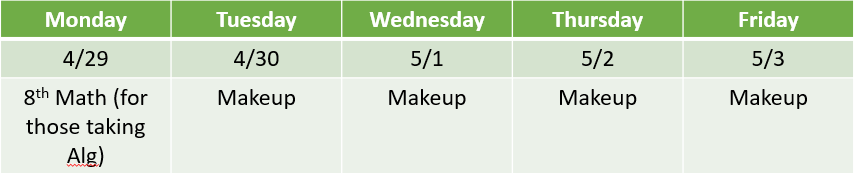 Monday Tuesday Wednesday Thursday Friday
4/29 4/30 5/1 5/2 5/3
8th Math (for Makeup Makeup Makeup Makeup
those taking
Alg)